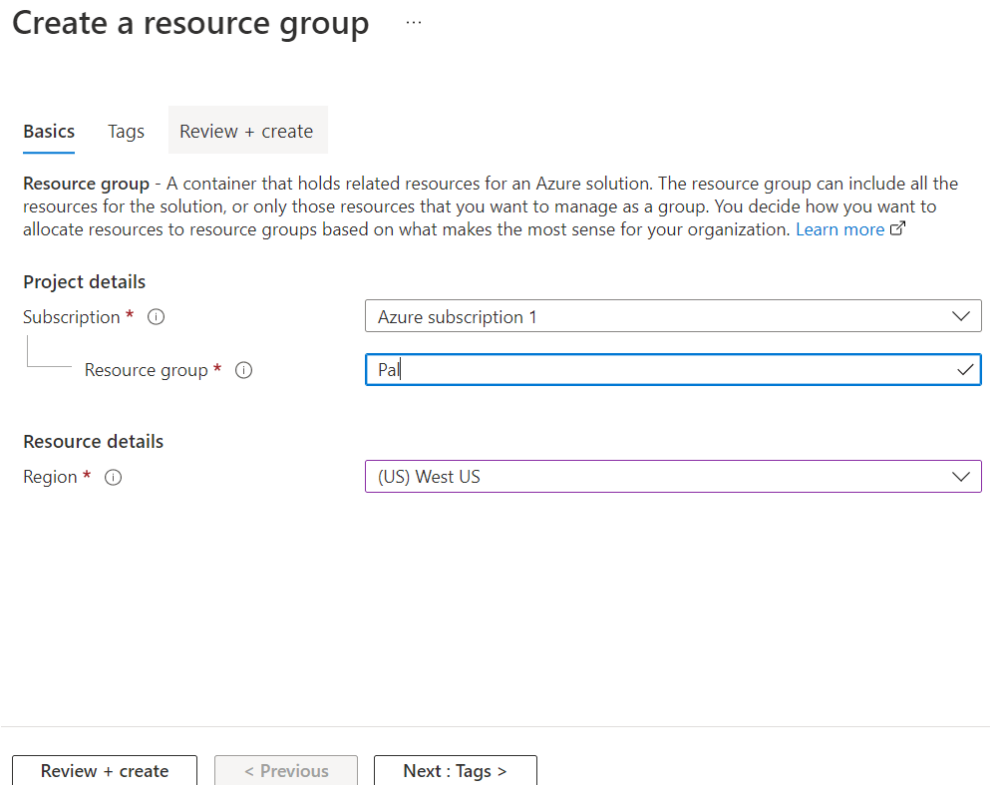 Create a resource group ...
Basics Tags Review + create
Resource group - A container that holds related resources for an Azure solution. The resource group can include all the
resources for the solution, or only those resources that you want to manage as a group. You decide how you want to
allocate resources to resource groups based on what makes the most sense for your organization. Learn more
Project details
Subscription * Azure subscription 1
Resource group * Pal
Resource details
Region * (US) West US
Review + create < Previous Next : Tags >